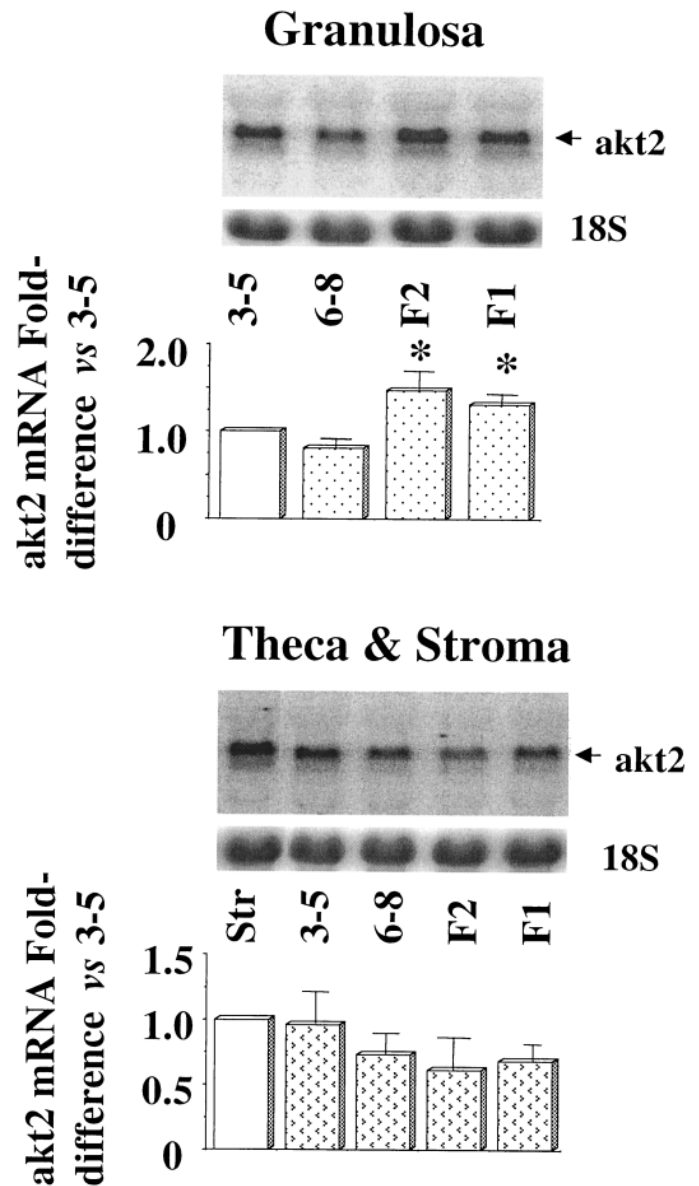 Granulosa
akt2
18S
3-5 6-8 F2 F1
akt2 mRNA Fold-
difference vs 3-5
2.0
* *
1.0
0
Theca & Stroma
akt2
18S
Str 3-5 6-8 F2 F1
akt2 mRNA Fold-
difference vs 3-5
1.5
1.0
0.5
0